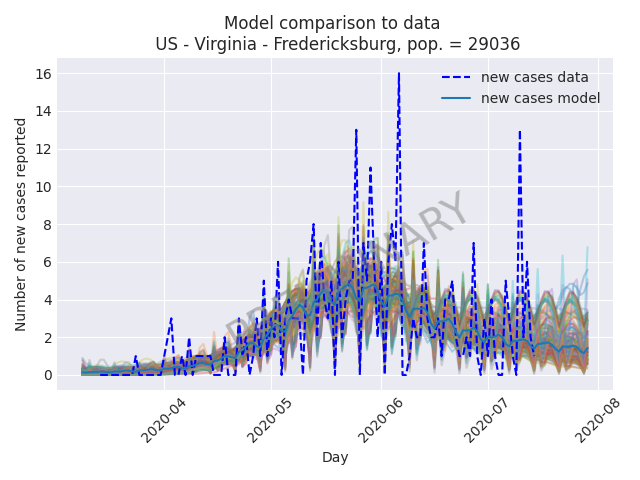 Model comparison to data
US - Virginia - Fredericksburg, pop. = 29036
new cases data
new cases model
Number of new cases reported
16
14
12
10
8
6
4
2
0
PRELIMINARY
2020-04
2020-05
2020-06
2020-07
2020-08
Day